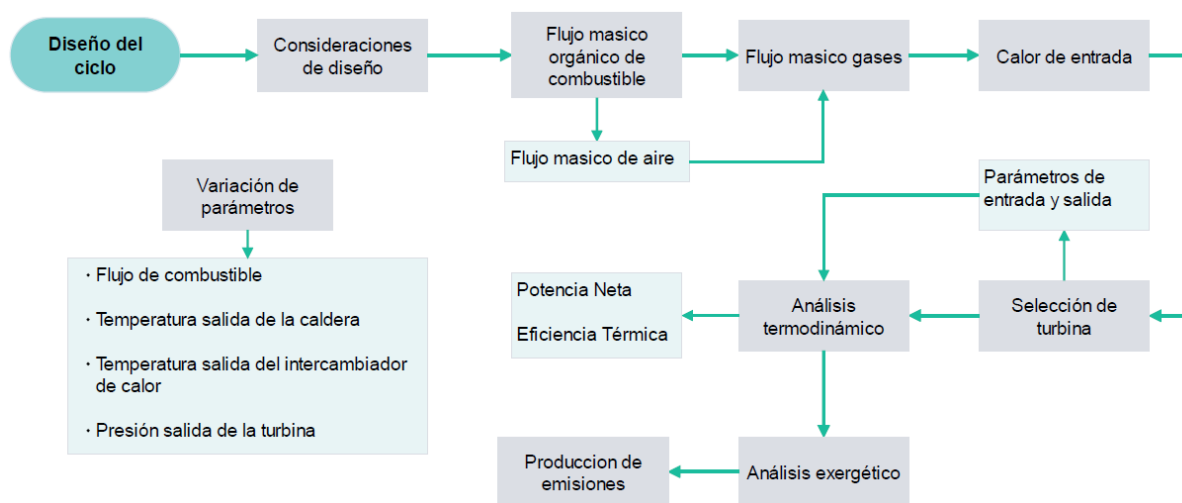 Diseño del
ciclo
Consideraciones
de diseño
Flujo masico
orgánico de
combustible
Flujo masico gases
Calor de entrada
Flujo masico de aire
Variación de
parámetros
· Flujo de combustible
· Temperatura salida de la caldera
· Temperatura salida del intercambiador
de calor
· Presión salida de la turbina
Parámetros de
entrada y salida
Potencia Neta
Eficiencia Térmica
Análisis
termodinámico
Selección de
turbina
Produccion de
emisiones
Análisis exergético